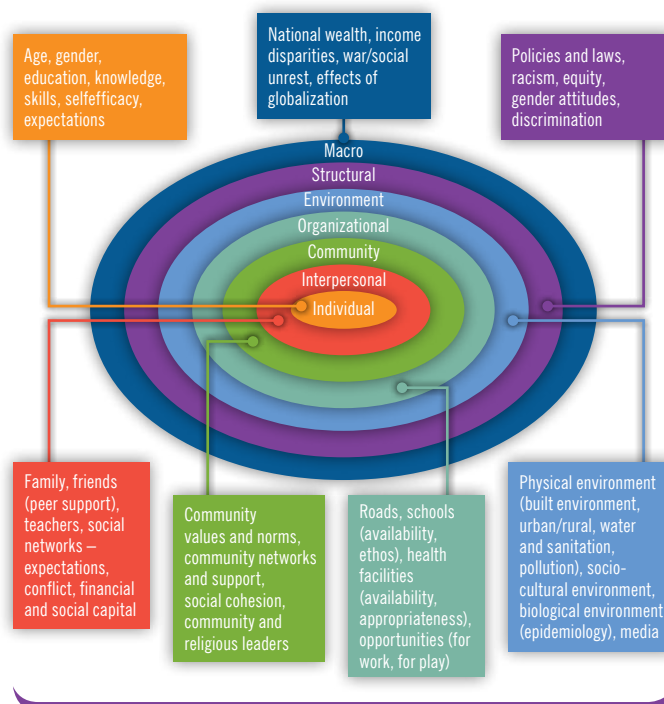 Age, gender,
education, knowledge,
skills, selfefficacy,
expectations
National wealth, income
disparities, war/social
unrest, effects of
globalization
Policies and laws,
racism, equity,
gender attitudes,
discrimination
Macro
Structural
Environment
Organizational
Community
Interpersonal
Individual
Family, friends
(peer support),
teachers, social
networks –
expectations,
conflict, financial
and social capital
Community
values and norms,
community networks
and support,
social cohesion,
community and
religious leaders
Roads, schools
(availability,
ethos), health
facilities
(availability,
appropriateness),
opportunities (for
work, for play)
Physical environment
(built environment,
urban/rural, water
and sanitation,
pollution), socio-
cultural environment,
biological environment
(epidemiology), media